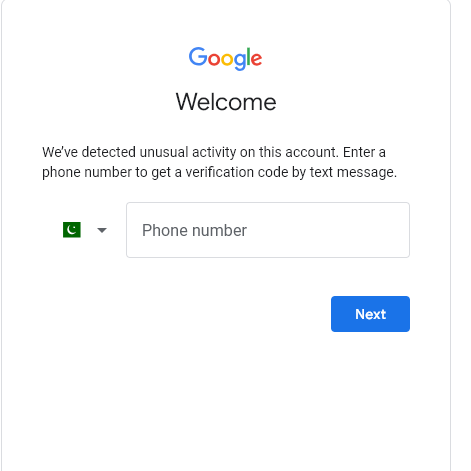 Google
Welcome
We've detected unusual activity on this account. Enter a
phone number to get a verification code by text message.
Phone number
Next